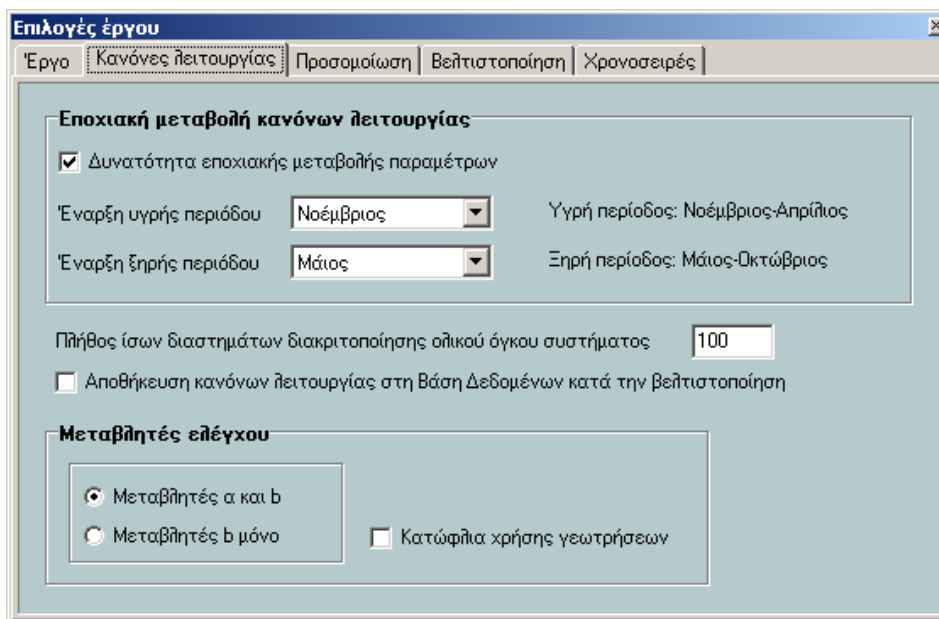 Επιλογές έργου
Έργο Κανόνες λειτουργίας Προσομοίωση Βελτιστοποίηση Χρονοσειρές
Εποχιακή μεταβολή κανόνων λειτουργίας
Δυνατότητα εποχιακής μεταβολής παραμέτρων
Έναρξη υγρής περιόδου Νοέμβριος Υγρή περίοδος: Νοέμβριος-Απρίλιος
Έναρξη ξηρής περιόδου Μάιος Ξηρή περίοδος: Μάιος-Οκτώβριος
Πλήθος ίσων διαστημάτων διακριτοποίησης ολικού όγκου συστήματος 100
Αποθήκευση κανόνων λειτουργίας στη Βάση Δεδομένων κατά την βελτιστοποίηση
Μεταβλητές ελέγχου
Μεταβλητές α και b
Μεταβλητές b μόνο Κατώφλια χρήσης γεωτρήσεων